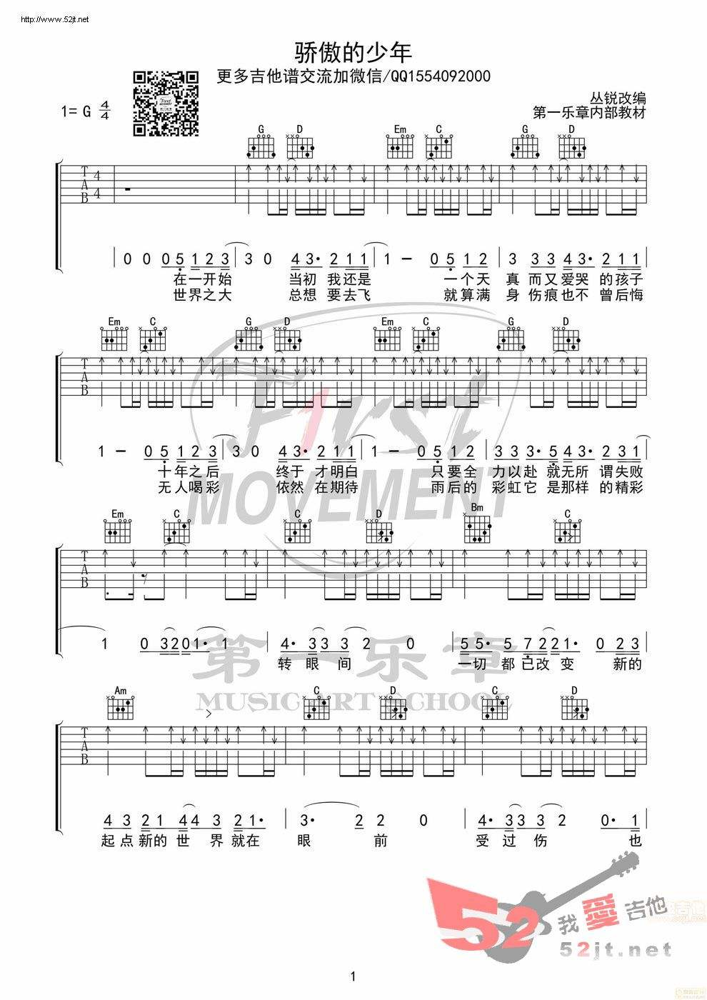 http://www.52jt.net
骄傲的少年
更多吉他谱交流加微信/QQ1554092000
1= G 4/4
丛锐改编
第一乐章内部教材
G D Em C G D
T A B 4 4
0 0 0 5 1 2 3 3 0 4 3· 2 1 1 1 – 0 5 1 2 3 3 3 4 3· 2 1 1
在一开始 当初 我还是 一个天 真 而又爱哭 的孩子
世界之大 总想 要去飞 就算满 身 伤痕也不 曾后悔
Em C G D Em C G D
T A B
1 – 0 5 1 2 3 3 0 4 3· 2 1 1 1 – 0 5 1 2 3 3 3· 5 4 3· 2 3 1
十年之后 终于 才明白 只要全 力以赴 就无所 谓失败
无人喝彩 依然 在期待 雨后的 彩虹它 是那样 的精彩
F1rst
MOVEMENT
Em C C D Bm C
T A B
1 0 3 2 0 1· 1 4· 3 3 2 0 5 5· 5 7 2 2 1· 0 2 3
转眼 间 一切 都已改 变 新的
第一乐章
MUSIC ART SCHOOL
Am C D C D
T A B
4 3 2 1 4 3 2 1· 3· 2 2 0 4· 3 3 3 2 0· 1
起点新的 世 界 就在 眼 前 受 过 伤 也
52我愛吉他
52jt.net
1